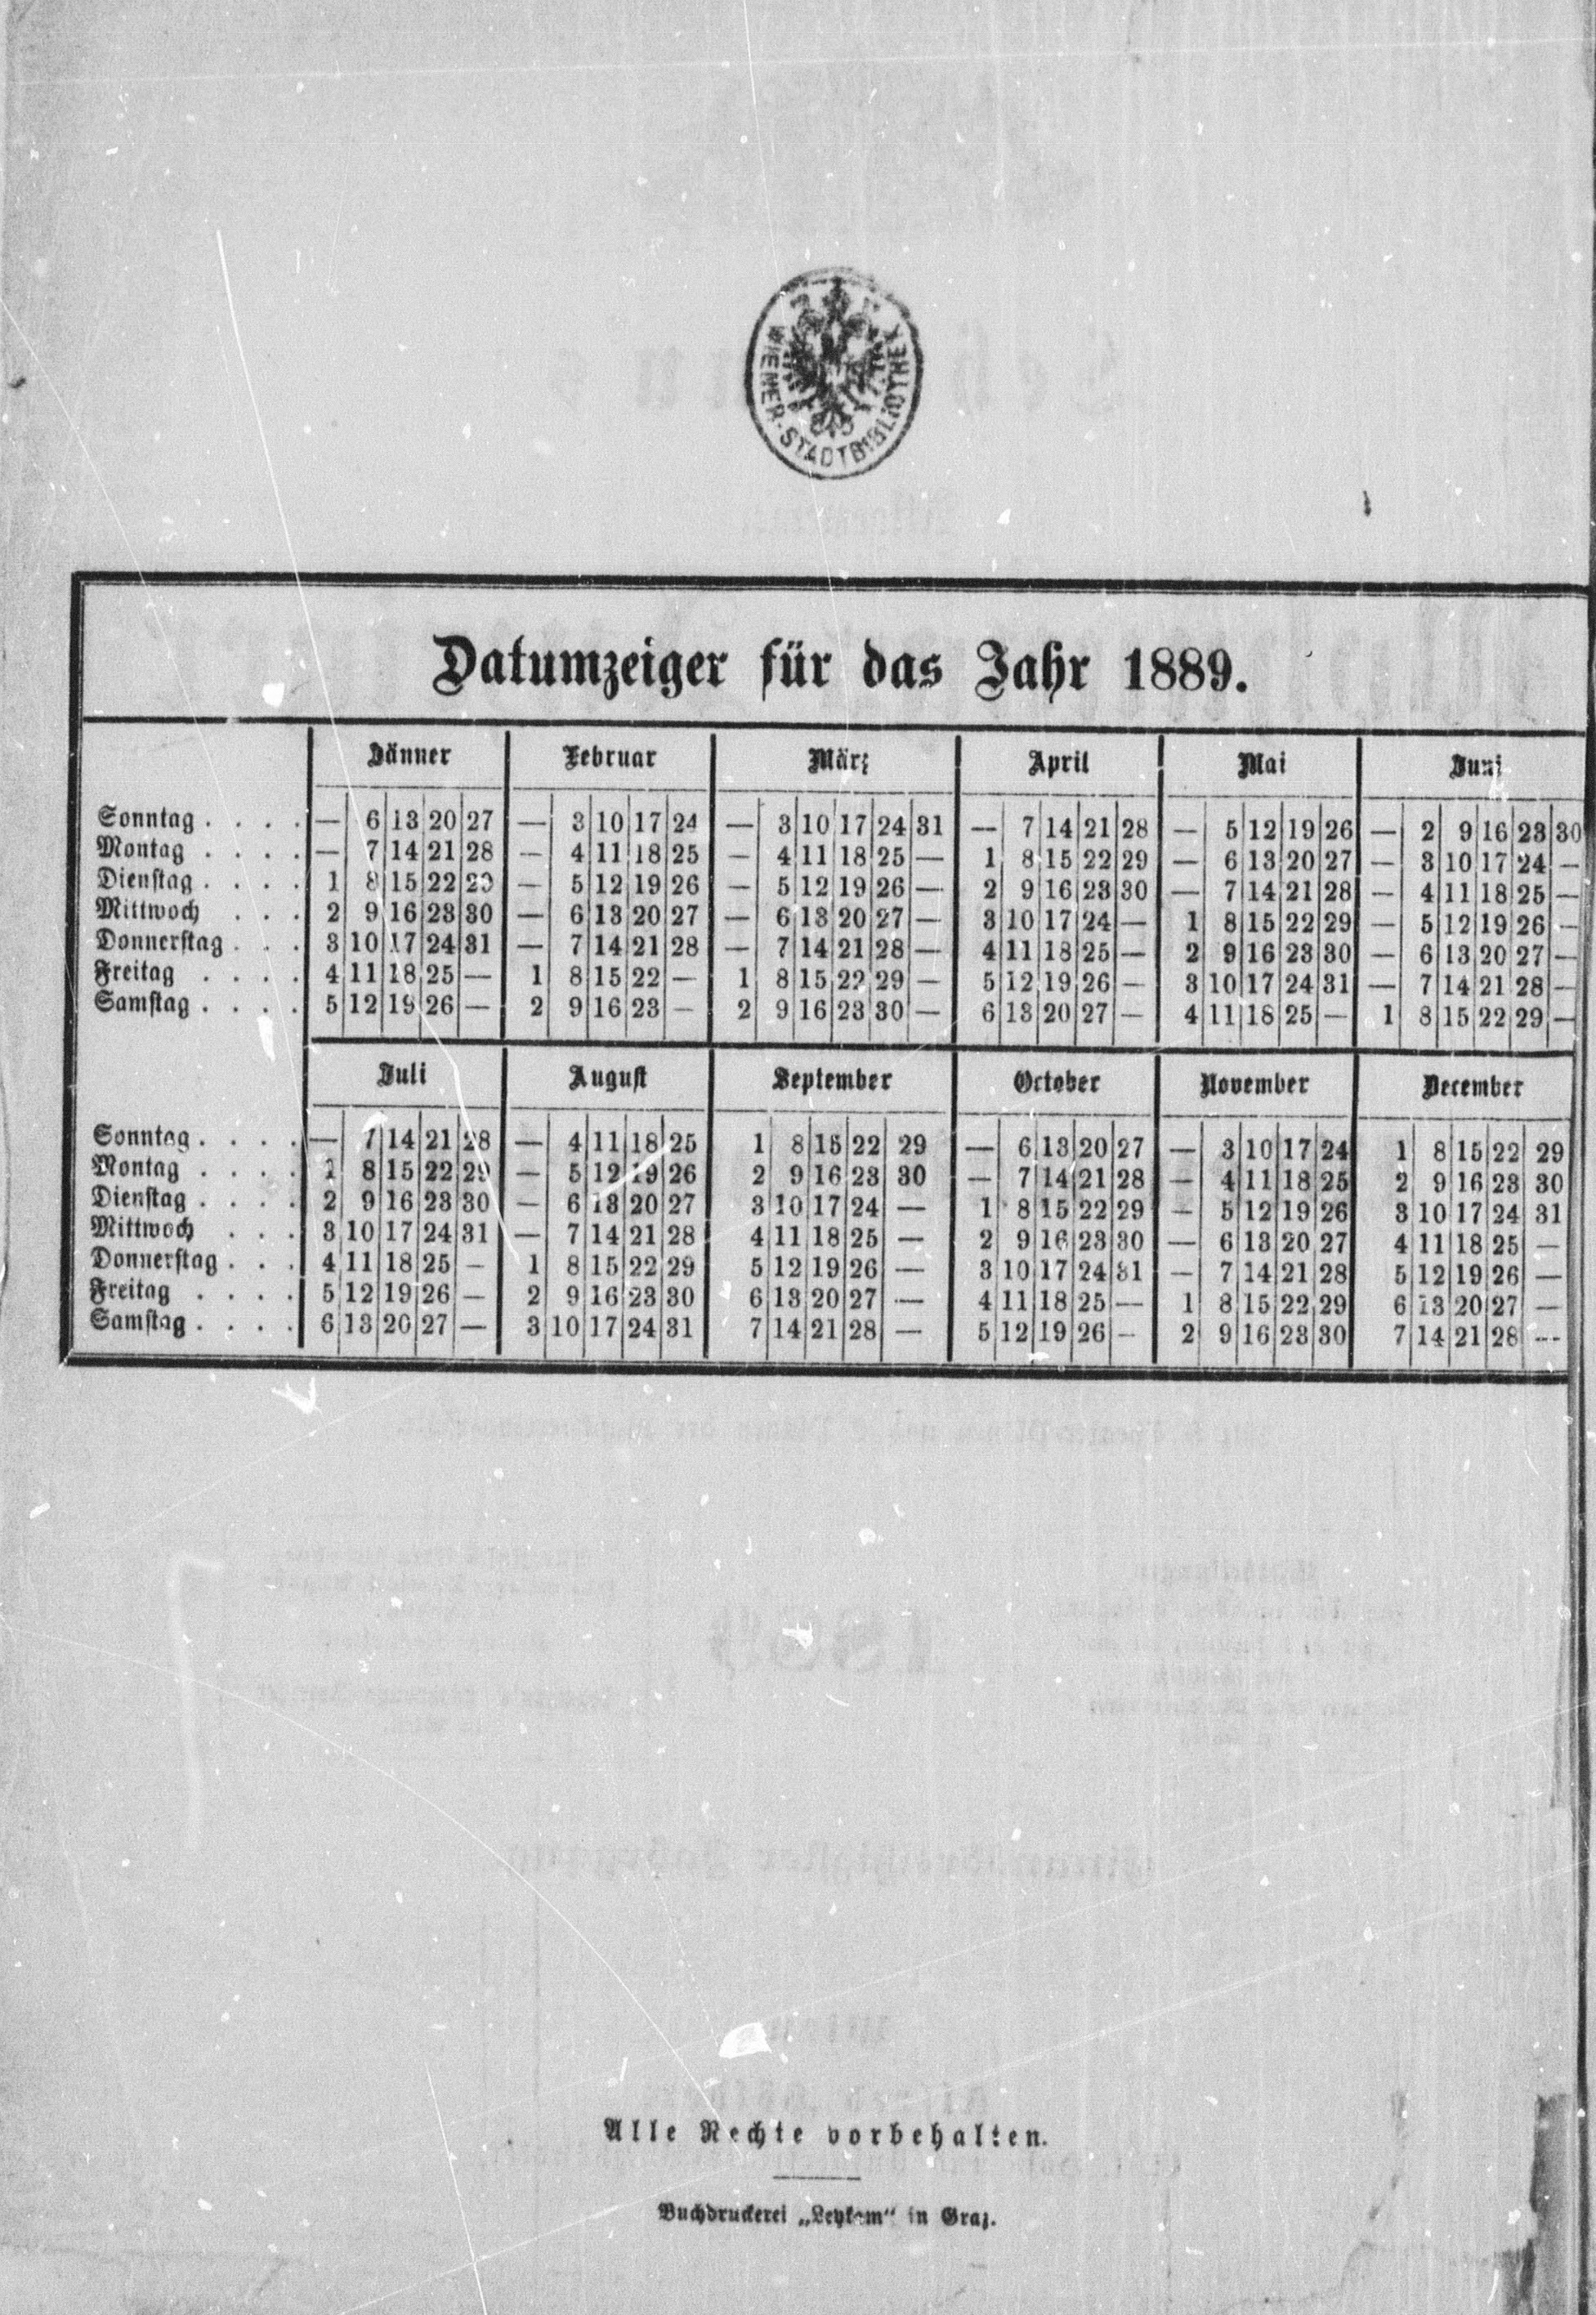 WIENER-STADTBIBLIOTHEK
Datumzeiger für das Jahr 1889.
Jänner Februar März April Mai Juni
Sonntag . . . . — 6 13 20 27 — 3 10 17 24 — 3 10 17 24 31 — 7 14 21 28 — 5 12 19 26 — 2 9 16 23 30
Montag . . . . — 7 14 21 28 — 4 11 18 25 — 4 11 18 25 — 1 8 15 22 29 — 6 13 20 27 — 3 10 17 24 —
Dienstag . . . . 1 8 15 22 29 — 5 12 19 26 — 5 12 19 26 — 2 9 16 23 30 — 7 14 21 28 — 4 11 18 25 —
Mittwoch . . . 2 9 16 23 30 — 6 13 20 27 — 6 13 20 27 — 3 10 17 24 — 1 8 15 22 29 — 5 12 19 26 —
Donnerstag . . . 3 10 17 24 31 — 7 14 21 28 — 7 14 21 28 — 4 11 18 25 — 2 9 16 23 30 — 6 13 20 27 —
Freitag . . . . 4 11 18 25 — 1 8 15 22 — 1 8 15 22 29 — 5 12 19 26 — 3 10 17 24 31 — 7 14 21 28 —
Samstag . . . . 5 12 19 26 — 2 9 16 23 — 2 9 16 23 30 — 6 13 20 27 — 4 11 18 25 — 1 8 15 22 29 —
Juli August September October November December
Sonntag . . . . — 7 14 21 28 — 4 11 18 25 1 8 15 22 29 — 6 13 20 27 — 3 10 17 24 1 8 15 22 29
Montag . . . . 1 8 15 22 29 — 5 12 19 26 2 9 16 23 30 — 7 14 21 28 — 4 11 18 25 2 9 16 23 30
Dienstag . . . . 2 9 16 23 30 — 6 13 20 27 3 10 17 24 — 1 8 15 22 29 — 5 12 19 26 3 10 17 24 31
Mittwoch . . . 3 10 17 24 31 — 7 14 21 28 4 11 18 25 — 2 9 16 23 30 — 6 13 20 27 4 11 18 25 —
Donnerstag . . . 4 11 18 25 — 1 8 15 22 29 5 12 19 26 — 3 10 17 24 31 — 7 14 21 28 5 12 19 26 —
Freitag . . . . 5 12 19 26 — 2 9 16 23 30 6 13 20 27 — 4 11 18 25 — 1 8 15 22 29 6 13 20 27 —
Samstag . . . . 6 13 20 27 — 3 10 17 24 31 7 14 21 28 — 5 12 19 26 — 2 9 16 23 30 7 14 21 28 —
Alle Rechte vorbehalten.
Buchdruckerei „Leykam" in Graz.